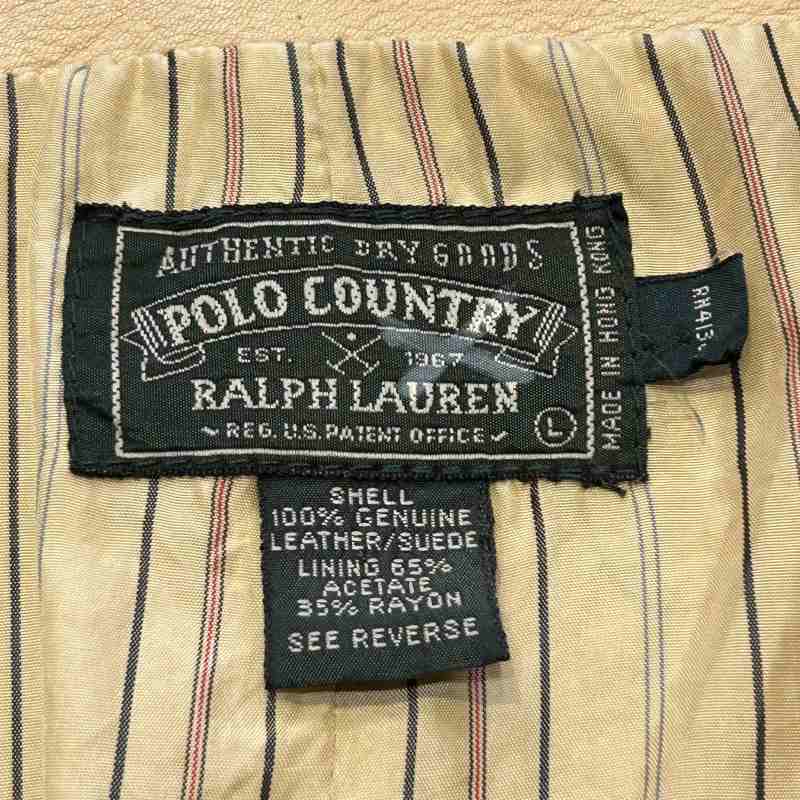 AUTHENTIC DRY GOODS
POLO COUNTRY
EST. 1967
RALPH LAUREN
REG. U.S. PATENT OFFICE
L
MADE IN HONG KONG
SHELL
100% GENUINE
LEATHER/SUEDE
LINING 65%
ACETATE
35% RAYON
SEE REVERSE